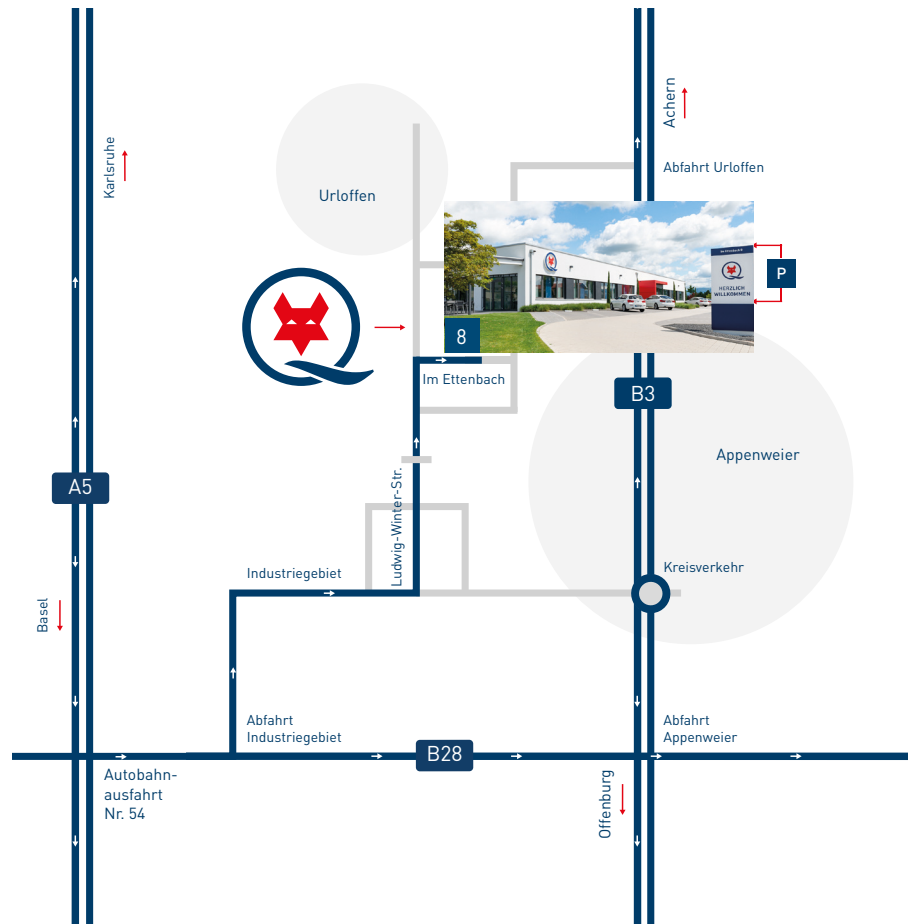 Achern
Karlsruhe
Abfahrt Urloffen
Urloffen
P
HERZLICH
WILLKOMMEN
8
Im Ettenbach
B3
Appenweier
A5
Ludwig-Winter-Str.
Industriegebiet
Kreisverkehr
Basel
Abfahrt
Industriegebiet
Abfahrt
Appenweier
B28
Autobahn-
ausfahrt
Nr. 54
Offenburg